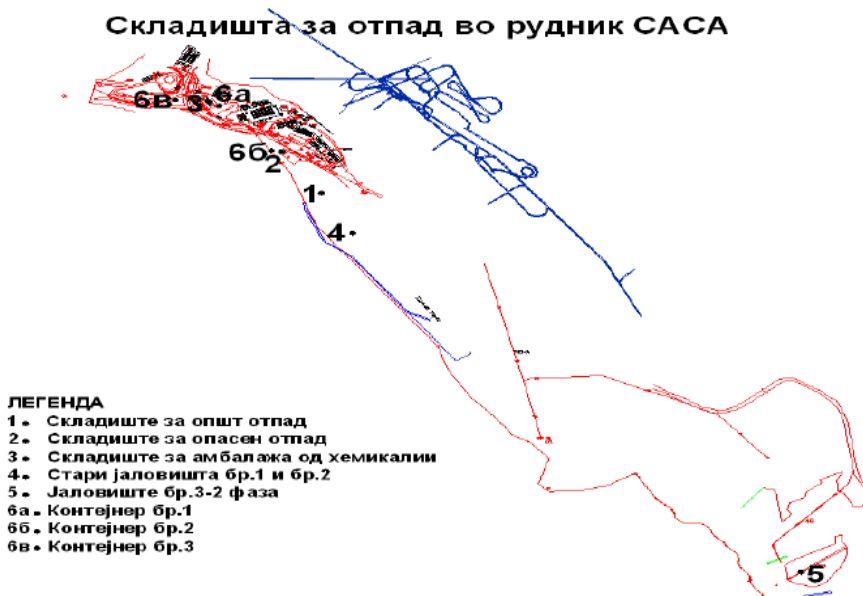 Складишта за отпад во рудник САСА
6в
3
6а
6б
2
1
4
5
ЛЕГЕНДА
1. Складиште за општ отпад
2. Складиште за опасен отпад
3. Складиште за амбалажа од хемикалии
4. Стари јаловишта бр.1 и бр.2
5. Јаловиште бр.3-2 фаза
6а. Контејнер бр.1
6б. Контејнер бр.2
6в. Контејнер бр.3